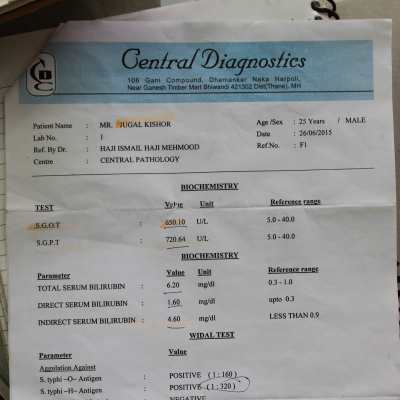 Central Diagnostics
106 Gani Compound, Dhamankar Naka Narpoli,
Near Ganesh Timber Mart Bhiwandi 421302 Dist(Thane). MH
Patient Name : MR. JUGAL KISHOR Age /Sex : 25 Years / MALE
Lab No. : 1 Date : 26/06/2015
Ref. By Dr. : HAJI ISMAIL HAJI MEHMOOD Ref.No. : F1
Centre : CENTRAL PATHOLOGY
BIOCHEMISTRY
TEST Value Unit Reference range
S.G.O.T : 650.10 U/L 5.0 - 40.0
S.G.P.T : 720.64 U/L 5.0 - 40.0
BIOCHEMISTRY
Parameter Value Unit Reference range
TOTAL SERUM BILIRUBIN : 6.20 mg/dl 0.3 - 1.0
DIRECT SERUM BILIRUBIN : 1.60 mg/dl upto 0.3
INDIRECT SERUM BILIRUBIN : 4.60 mg/dl LESS THAN 0.9
WIDAL TEST
Parameter Value
Aggulation Against
S. typhi -O- Antigen : POSITIVE (1:160)
S. typhi -H- Antigen : POSITIVE (1:320)
NEGATIVE